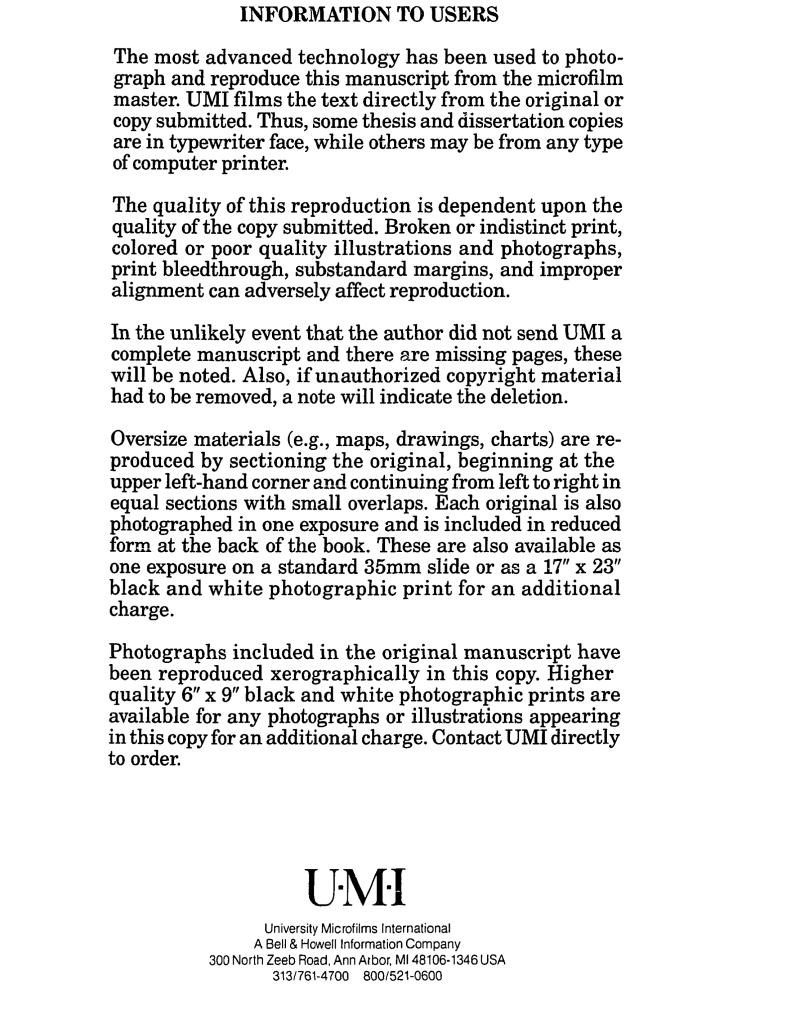 INFORMATION TO USERS
The most advanced technology has been used to photo-
graph and reproduce this manuscript from the microfilm
master. UMI films the text directly from the original or
copy submitted. Thus, some thesis and dissertation copies
are in typewriter face, while others may be from any type
of computer printer.
The quality of this reproduction is dependent upon the
quality of the copy submitted. Broken or indistinct print,
colored or poor quality illustrations and photographs,
print bleedthrough, substandard margins, and improper
alignment can adversely affect reproduction.
In the unlikely event that the author did not send UMI a
complete manuscript and there are missing pages, these
will be noted. Also, if unauthorized copyright material
had to be removed, a note will indicate the deletion.
Oversize materials (e.g., maps, drawings, charts) are re-
produced by sectioning the original, beginning at the
upper left-hand corner and continuing from left to right in
equal sections with small overlaps. Each original is also
photographed in one exposure and is included in reduced
form at the back of the book. These are also available as
one exposure on a standard 35mm slide or as a 17" x 23"
black and white photographic print for an additional
charge.
Photographs included in the original manuscript have
been reproduced xerographically in this copy. Higher
quality 6" x 9" black and white photographic prints are
available for any photographs or illustrations appearing
in this copy for an additional charge. Contact UMI directly
to order.
U·M·I
University Microfilms International
A Bell & Howell Information Company
300 North Zeeb Road, Ann Arbor, MI 48106-1346 USA
313/761-4700 800/521-0600